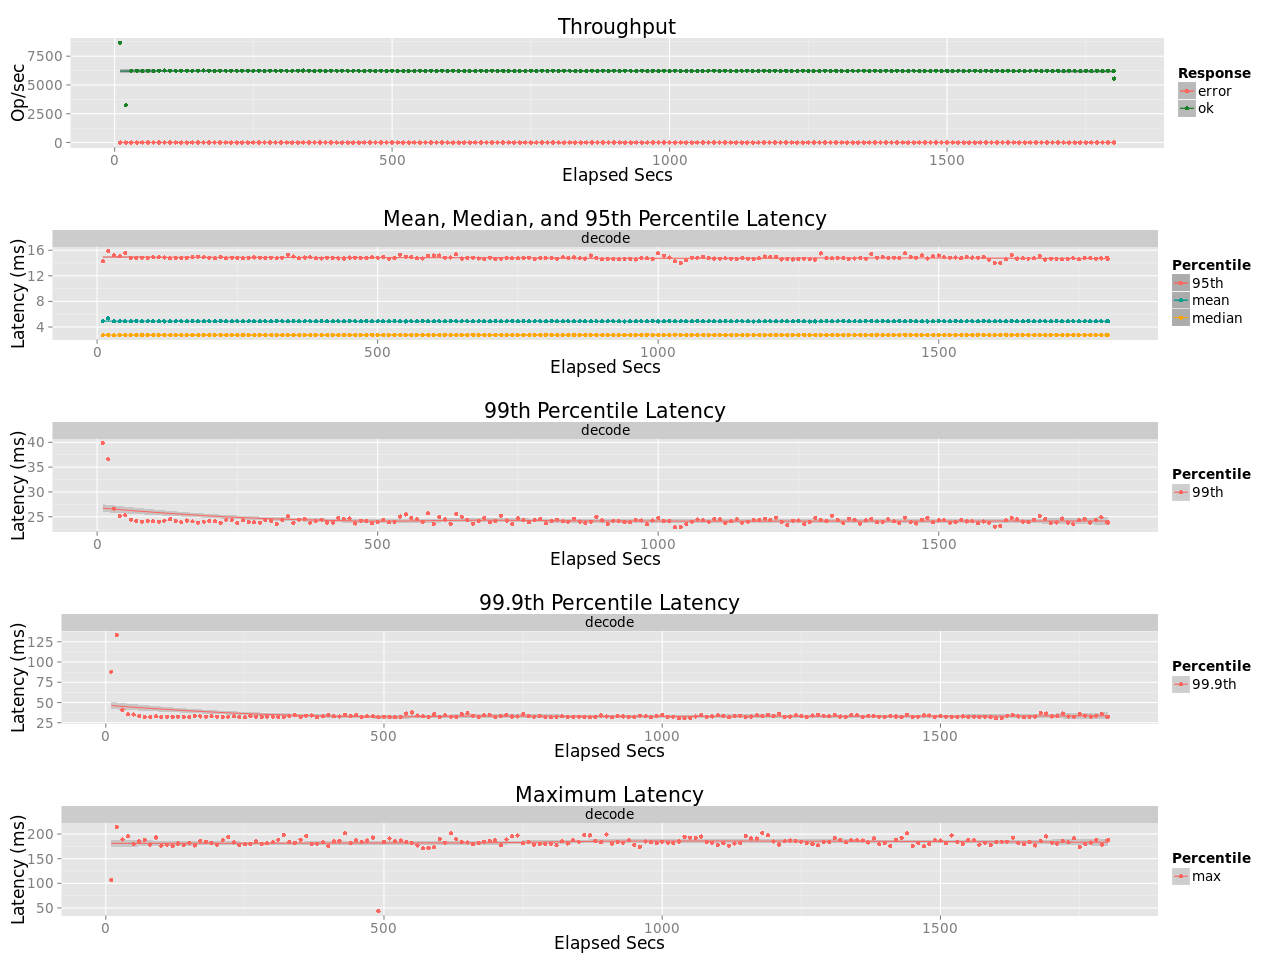 Throughput
Op/sec
7500
5000
2500
0
0 500 1000 1500
Elapsed Secs
Response
error
ok
Mean, Median, and 95th Percentile Latency
decode
Latency (ms)
16
12
8
4
0 500 1000 1500
Elapsed Secs
Percentile
95th
mean
median
99th Percentile Latency
decode
Latency (ms)
40
35
30
25
0 500 1000 1500
Elapsed Secs
Percentile
99th
99.9th Percentile Latency
decode
Latency (ms)
125
100
75
50
25
0 500 1000 1500
Elapsed Secs
Percentile
99.9th
Maximum Latency
decode
Latency (ms)
200
150
100
50
0 500 1000 1500
Elapsed Secs
Percentile
max